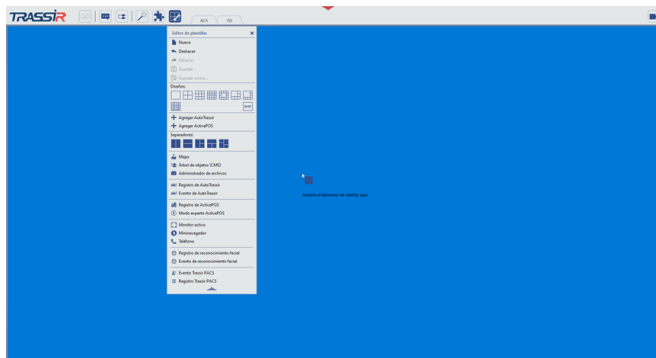 TRASSIR
ACS
FD
Editor de plantillas
Nuevo
Deshacer
Rehacer
Guardar
Guardar como...
Diseños:
Agregar AutoTrassir
Agregar ActivePOS
Separadores:
Mapa
Árbol de objetos (CMS)
Administrador de archivos
Registro de AutoTrassir
Evento de AutoTrassir
Registro de ActivePOS
Modo experto ActivePOS
Monitor activo
Mininavegador
Teléfono
Registro de reconocimiento facial
Evento de reconocimiento facial
Evento Trassir PACS
Registro Trassir PACS
Arrastre el elemento de interfaz aquí